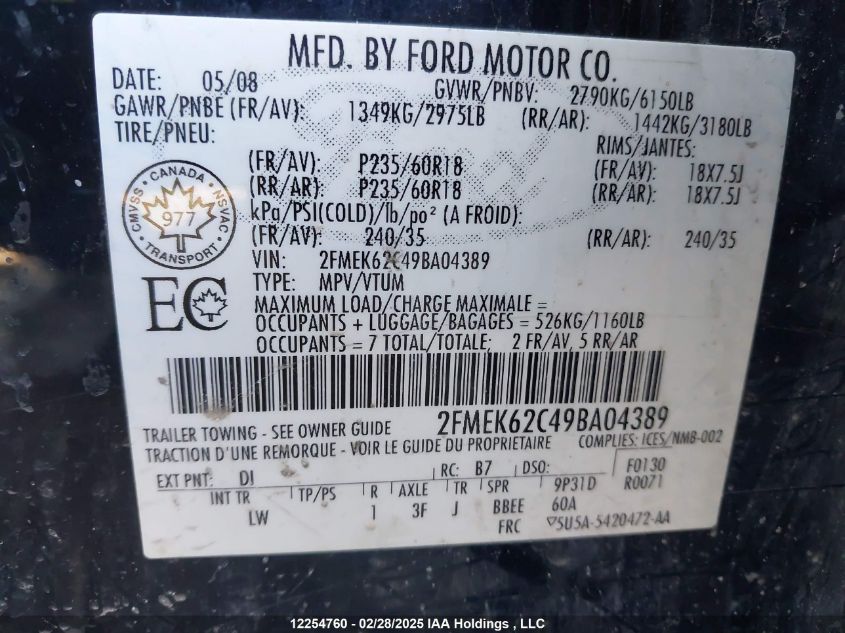 MFD. BY FORD MOTOR CO.
DATE: 05/08 GVWR/PNBV: 2790KG/6150LB
GAWR/PNBE (FR/AV): 1349KG/2975LB (RR/AR): 1442KG/3180LB
TIRE/PNEU: RIMS/JANTES:
(FR/AV): P235/60R18 (FR/AV): 18X7.5J
(RR/AR): P235/60R18 (RR/AR): 18X7.5J
kPa/PSI(COLD)/lb/po² (A FROID):
(FR/AV): 240/35 (RR/AR): 240/35
CANADA
CMVSS • NSVAC
977
TRANSPORT
VIN: 2FMEK62C49BA04389
TYPE: MPV/VTUM
EC
MAXIMUM LOAD/CHARGE MAXIMALE =
OCCUPANTS + LUGGAGE/BAGAGES = 526KG/1160LB
OCCUPANTS = 7 TOTAL/TOTALE; 2 FR/AV, 5 RR/AR
2FMEK62C49BA04389
TRAILER TOWING - SEE OWNER GUIDE
TRACTION D'UNE REMORQUE - VOIR LE GUIDE DU PROPRIETAIRE COMPLIES: ICES/NMB-002
EXT PNT: DI RC: B7 DSO: F0130
INT TR TP/PS R AXLE TR SPR 9P31D R0071
LW 1 3F J BBEE 60A
FRC 5U5A-5420472-AA
12254760 - 02/28/2025 IAA Holdings , LLC